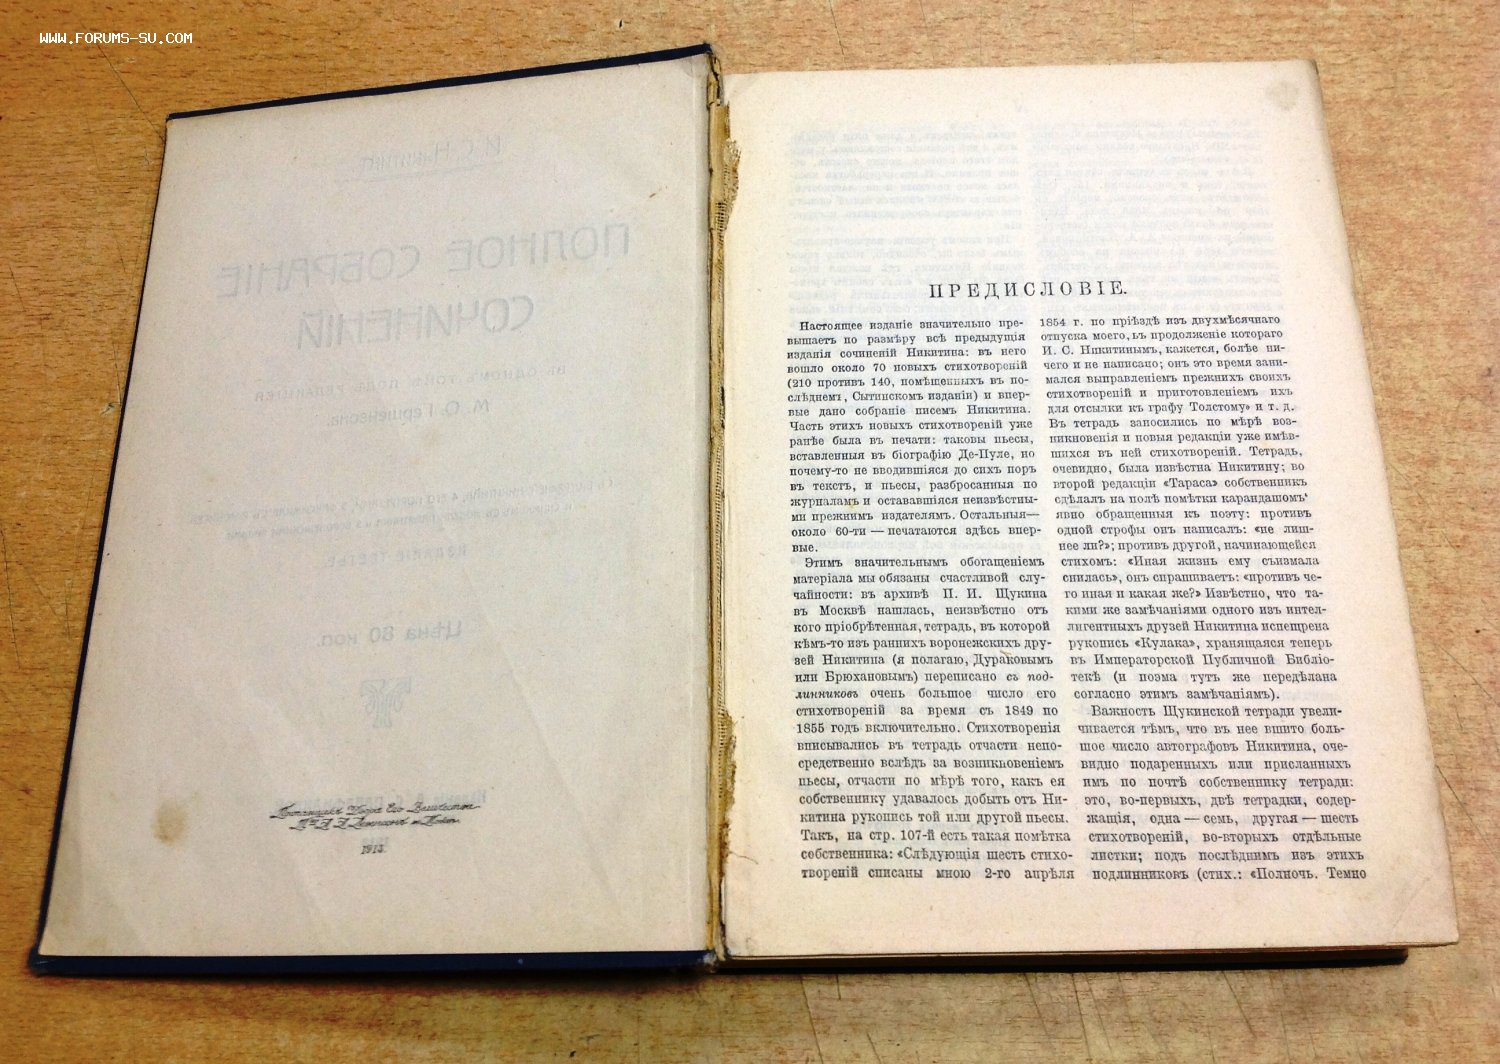 WWW.FORUMS-SU.COM
И. С. Никитинъ
ПОЛНОЕ СОБРАНІЕ
СОЧИНЕНІЙ
ВЪ ОДНОМЪ ТОМѢ ПОДЪ РЕДАКЦІЕЙ
М. О. Гершензона.
ИЗДАНІЕ ТРЕТЬЕ.
Цѣна 80 коп.
1913.
ПРЕДИСЛОВІЕ.
Настоящее изданіе значительно пре-
вышаетъ по размѣру всѣ предыдущія
изданія сочиненій Никитина: въ него
вошло около 70 новыхъ стихотвореній
(210 противъ 140, помѣщенныхъ въ по-
слѣднемъ, Сытинскомъ изданіи) и впер-
вые дано собраніе писемъ Никитина.
Часть этихъ новыхъ стихотвореній уже
ранѣе была въ печати: таковы пьесы,
вставленныя въ біографію Де-Пуле, но
почему-то не вводившіяся до сихъ поръ
въ текстъ, и пьесы, разбросанныя по
журналамъ и остававшіяся неизвѣстны-
ми прежнимъ издателямъ. Остальныя—
около 60-ти — печатаются здѣсь впер-
вые.
Этимъ значительнымъ обогащеніемъ
матеріала мы обязаны счастливой слу-
чайности: въ архивѣ П. И. Щукина
въ Москвѣ нашлась, неизвѣстно отъ
кого пріобрѣтенная, тетрадь, въ которой
кѣмъ-то изъ раннихъ воронежскихъ дру-
зей Никитина (я полагаю, Дураковымъ
или Брюхановымъ) переписано съ под-
линниковъ очень большое число его
стихотвореній за время съ 1849 по
1855 годъ включительно. Стихотворенія
вписывались въ тетрадь отчасти непо-
средственно вслѣдъ за возникновеніемъ
пьесы, отчасти по мѣрѣ того, какъ ея
собственнику удавалось добыть отъ Ни-
китина рукопись той или другой пьесы.
Такъ, на стр. 107-й есть такая помѣтка
собственника: «Слѣдующія шесть стихо-
твореній списаны мною 2-го апрѣля
1854 г. по пріѣздѣ изъ двухмѣсячнаго
отпуска моего, въ продолженіе котораго
И. С. Никитинымъ, кажется, болѣе ни-
чего и не написано; онъ это время зани-
мался выправленіемъ прежнихъ своихъ
стихотвореній и приготовленіемъ ихъ
для отсылки къ графу Толстому» и т. д.
Въ тетрадь заносились по мѣрѣ воз-
никновенія и новыя редакціи уже имѣв-
шихся въ ней стихотвореній. Тетрадь,
очевидно, была извѣстна Никитину; во
второй редакціи «Тараса» собственникъ
сдѣлалъ на полѣ помѣтки карандашомъ,
явно обращенныя къ поэту: противъ
одной строфы онъ написалъ: «не лиш-
нее ли?»; противъ другой, начинающейся
стихомъ: «Иная жизнь ему съизмала
снилась», онъ спрашиваетъ: «противъ че-
го иная и какая же?» Извѣстно, что та-
кими же замѣчаніями одного изъ интел-
лигентныхъ друзей Никитина испещрена
рукопись «Кулака», хранящаяся теперь
въ Императорской Публичной Библіо-
текѣ (и поэма тутъ же передѣлана
согласно этимъ замѣчаніямъ).
Важность Щукинской тетради увели-
чивается тѣмъ, что въ нее вшито боль-
шое число автографовъ Никитина, оче-
видно подаренныхъ или присланныхъ
имъ по почтѣ собственнику тетради:
это, во-первыхъ, двѣ тетрадки, содер-
жащія, одна — семь, другая — шесть
стихотвореній, во-вторыхъ отдѣльные
листки; подъ послѣднимъ изъ этихъ
подлинниковъ (стих.: «Полночь. Темно